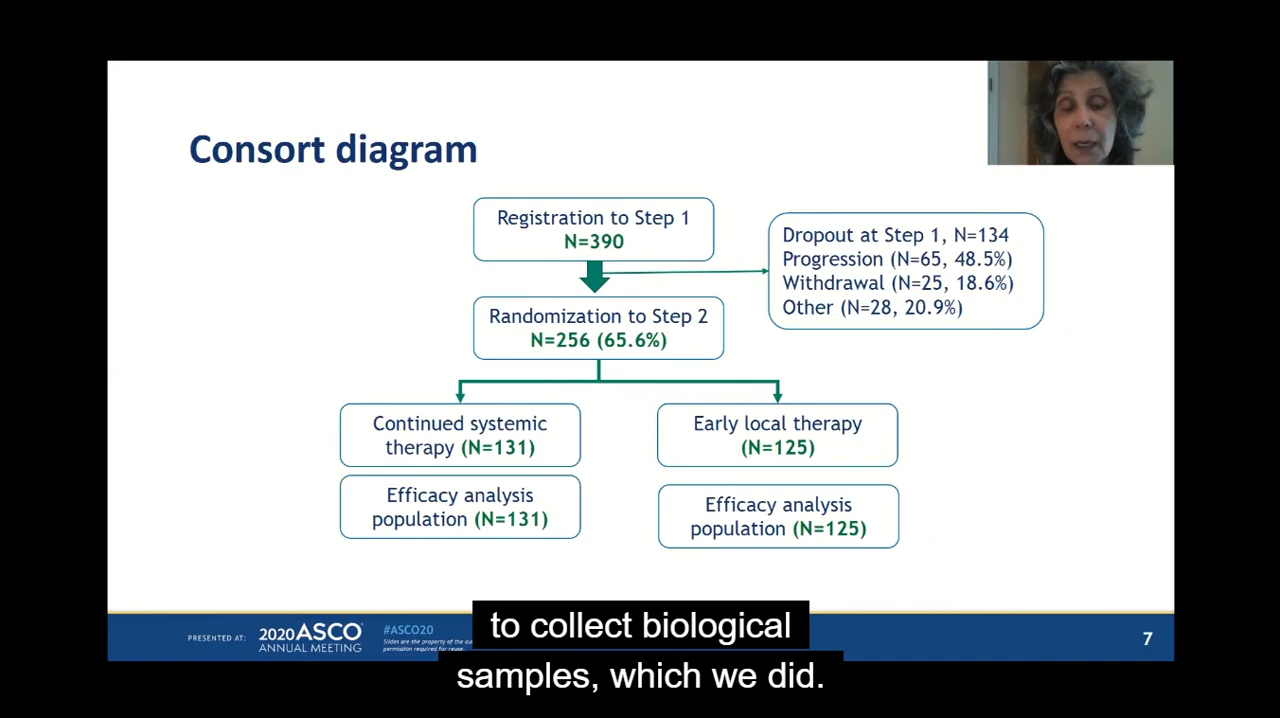 Consort diagram
Registration to Step 1
N=390
Dropout at Step 1, N=134
Progression (N=65, 48.5%)
Withdrawal (N=25, 18.6%)
Other (N=28, 20.9%)
Randomization to Step 2
N=256 (65.6%)
Continued systemic
therapy (N=131)
Early local therapy
(N=125)
Efficacy analysis
population (N=131)
Efficacy analysis
population (N=125)
PRESENTED AT:
2020 ASCO
ANNUAL MEETING
#ASCO20
Slides are the property of the
permission required for reuse.
7
to collect biological
samples, which we did.